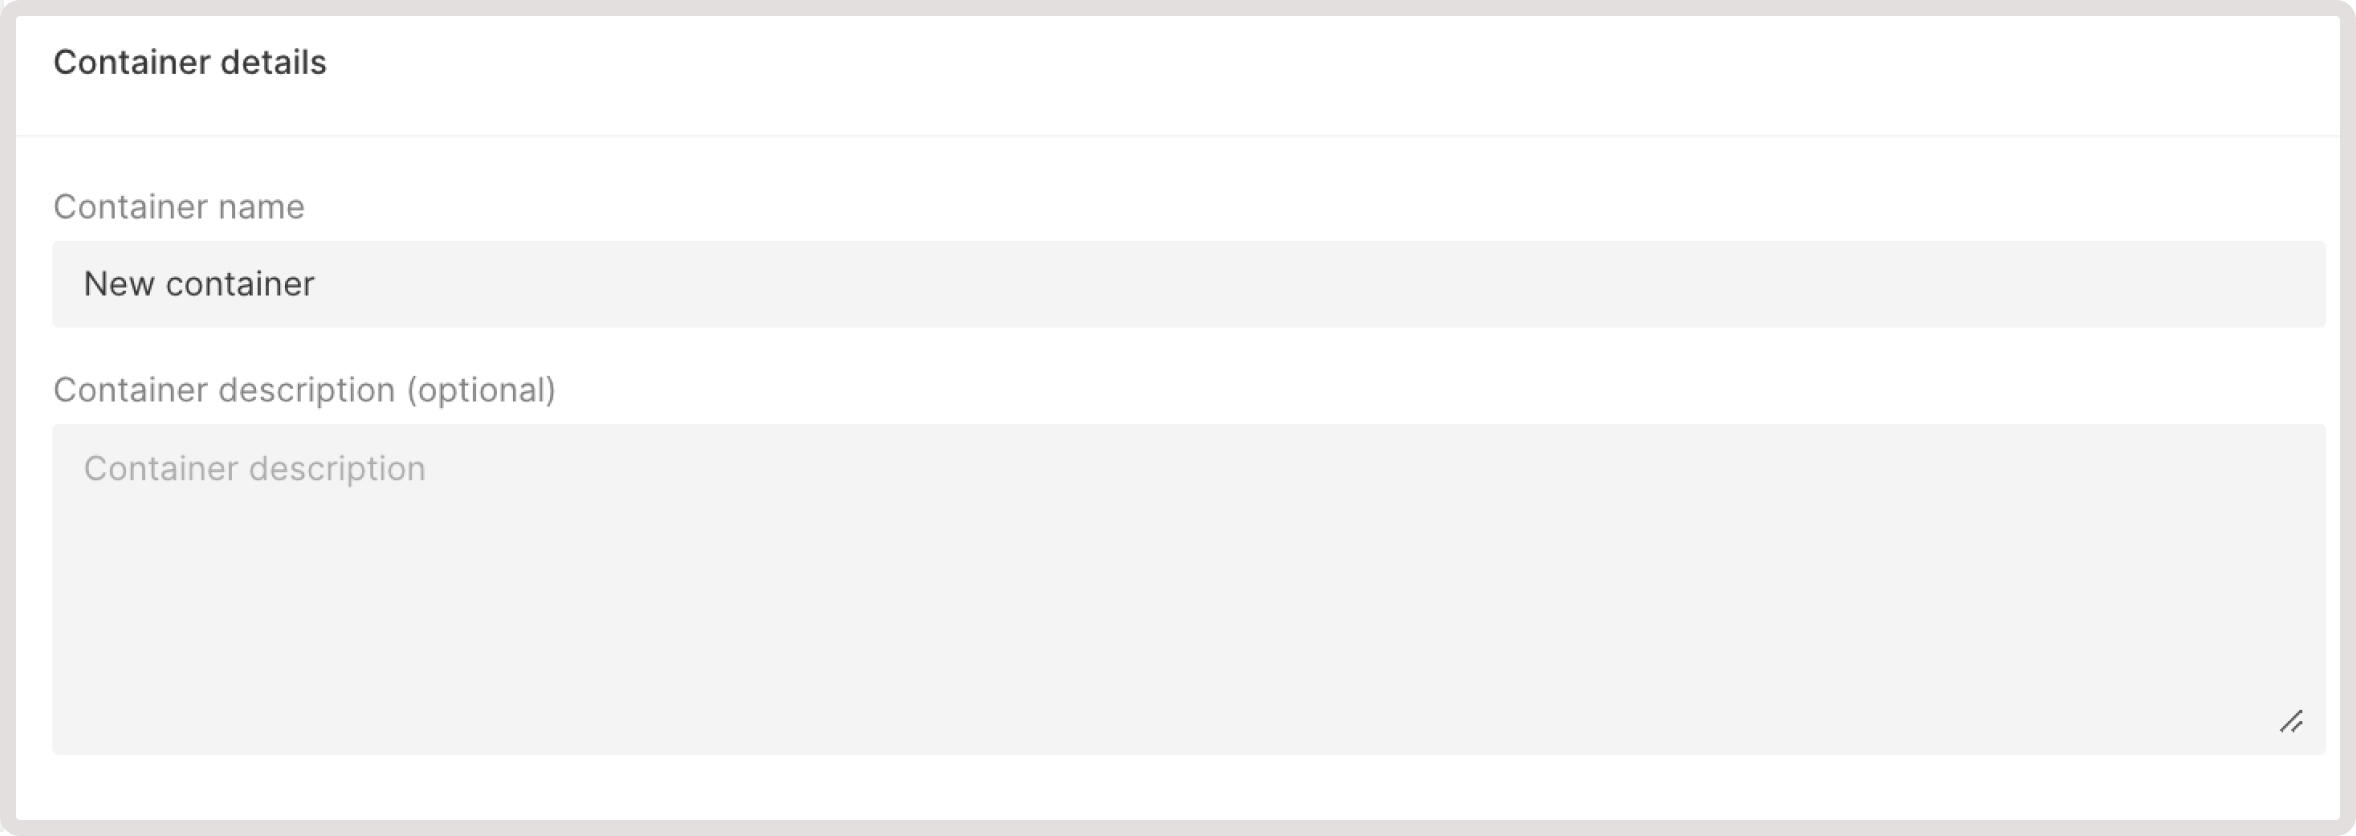 Container details
Container name
New container
Container description (optional)
Container description